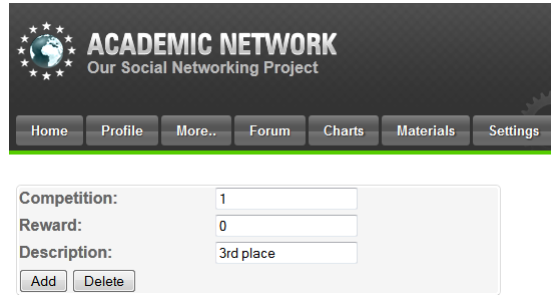 ACADEMIC NETWORK
Our Social Networking Project
Home Profile More.. Forum Charts Materials Settings
Competition: 1
Reward: 0
Description: 3rd place
Add Delete